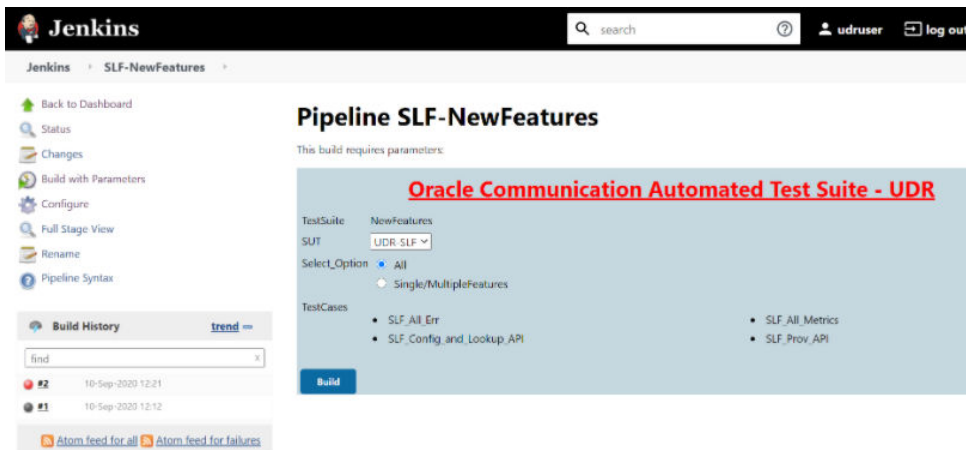 Jenkins
search
udruser
log out
Jenkins
SLF-NewFeatures
Back to Dashboard
Status
Changes
Build with Parameters
Configure
Full Stage View
Rename
Pipeline Syntax
Build History
trend
find
x
#2 10-Sep-2020 12:21
#1 10-Sep-2020 12:12
Atom feed for all Atom feed for failures
Pipeline SLF-NewFeatures
This build requires parameters:
Oracle Communication Automated Test Suite - UDR
TestSuite NewFeatures
SUT UDR-SLF
Select_Option All
Single/MultipleFeatures
TestCases
SLF_All_Err
SLF_All_Metrics
SLF_Config_and_Lookup_API
SLF_Prov_API
Build